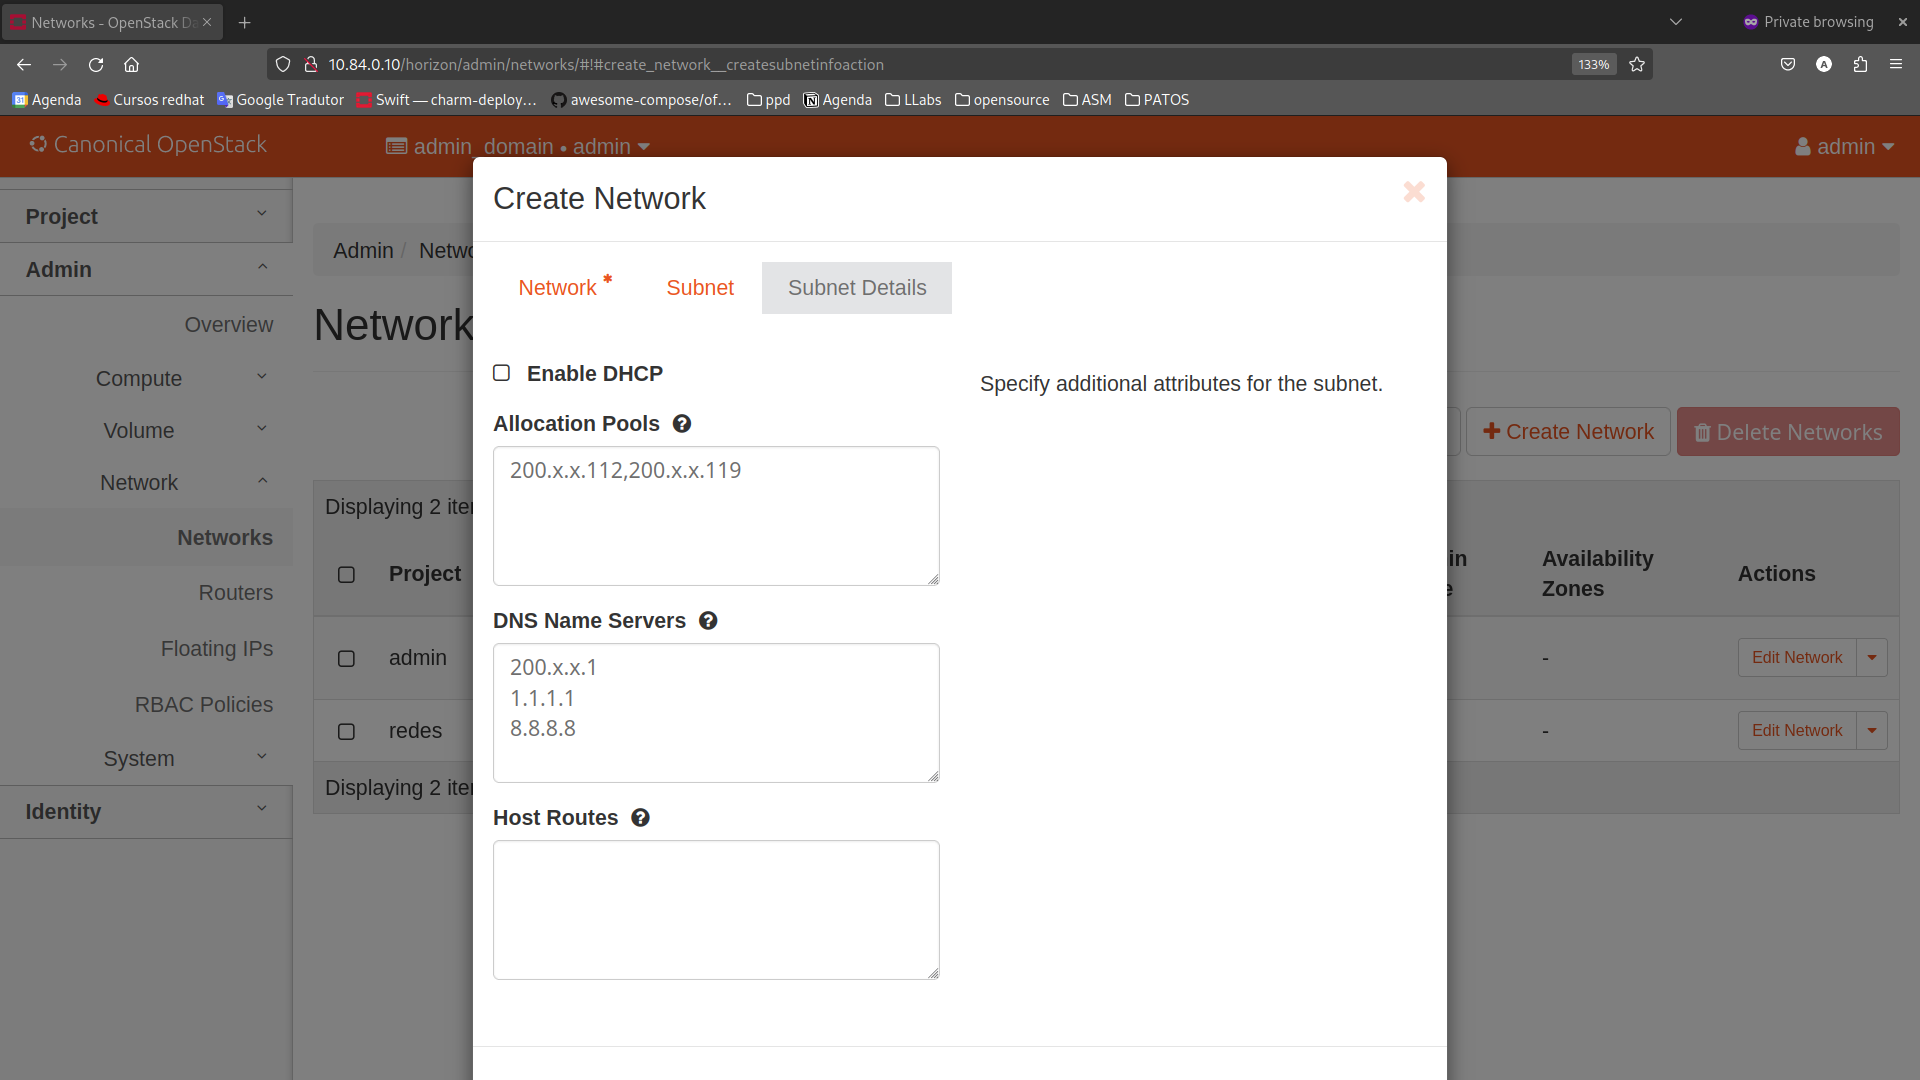 Networks - OpenStack D
Private browsing
10.84.0.10/horizon/admin/networks/#!#create_network__createsubnetinfoaction
133%
Agenda
Cursos redhat
Google Tradutor
Swift — charm-deploy…
awesome-compose/of…
ppd
Agenda
LLabs
opensource
ASM
PATOS
Canonical OpenStack
admin_domain • admin
admin
Project
Admin
Overview
Compute
Volume
Network
Networks
Routers
Floating IPs
RBAC Policies
System
Identity
Admin / Netwo
Network
Create Network
Delete Networks
Displaying 2 iter
Project
in
e
Availability
Zones
Actions
admin
-
Edit Network
redes
-
Edit Network
Displaying 2 iter
Create Network
Network *
Subnet
Subnet Details
Enable DHCP
Specify additional attributes for the subnet.
Allocation Pools
200.x.x.112,200.x.x.119
DNS Name Servers
200.x.x.1
1.1.1.1
8.8.8.8
Host Routes